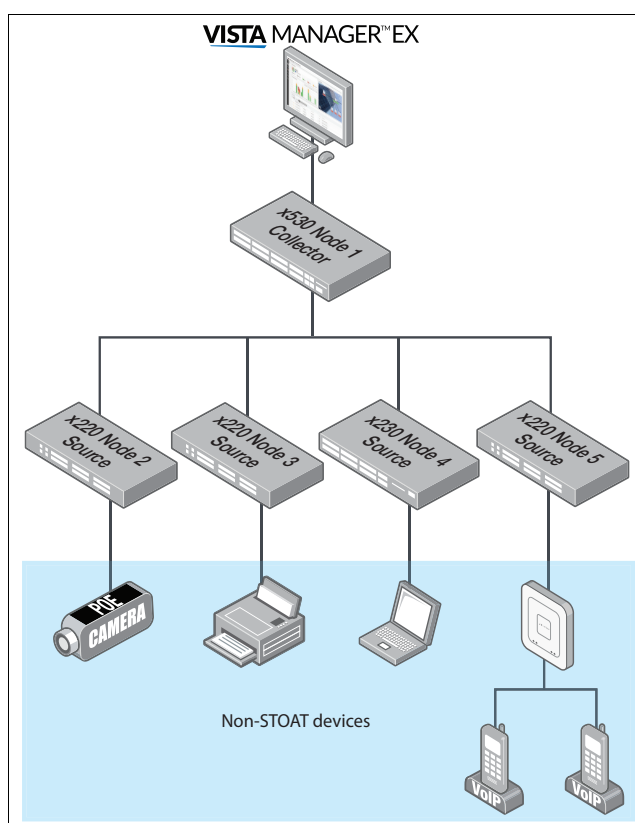 VISTA MANAGER™ EX
x530 Node 1
Collector
x220 Node 2
Source
x220 Node 3
Source
x230 Node 4
Source
x220 Node 5
Source
POE
CAMERA
Non-STOAT devices
VoIP
VoIP